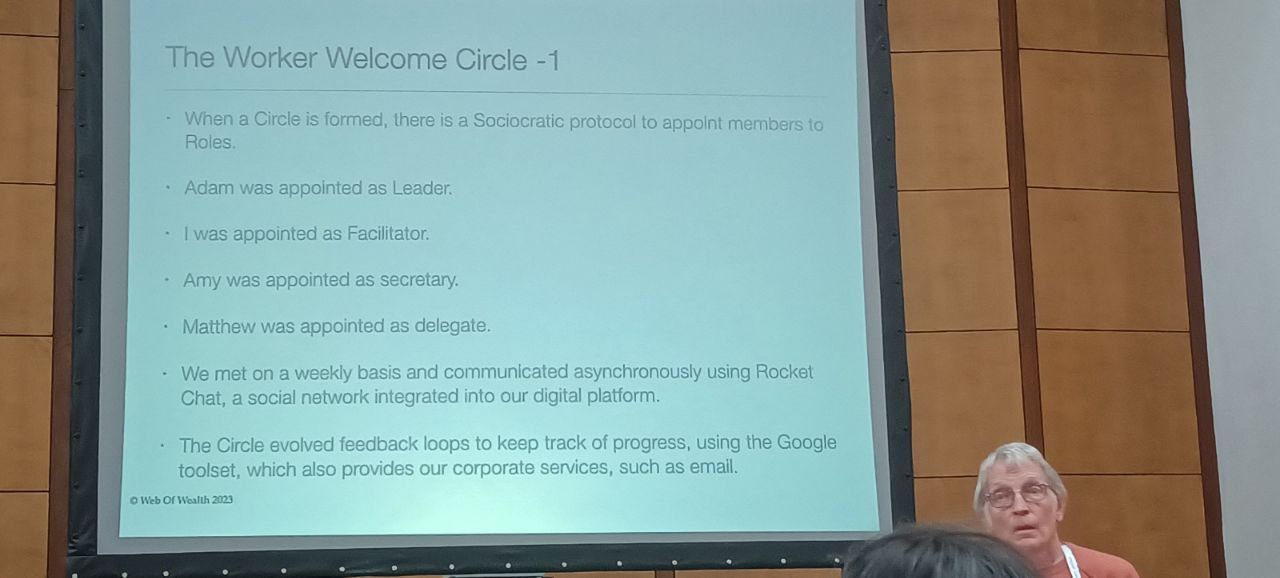 The Worker Welcome Circle -1
· When a Circle is formed, there is a Sociocratic protocol to appoint members to
Roles.
· Adam was appointed as Leader.
· I was appointed as Facilitator.
· Amy was appointed as secretary.
· Matthew was appointed as delegate.
· We met on a weekly basis and communicated asynchronously using Rocket
Chat, a social network integrated into our digital platform.
· The Circle evolved feedback loops to keep track of progress, using the Google
toolset, which also provides our corporate services, such as email.
© Web Of Wealth 2023